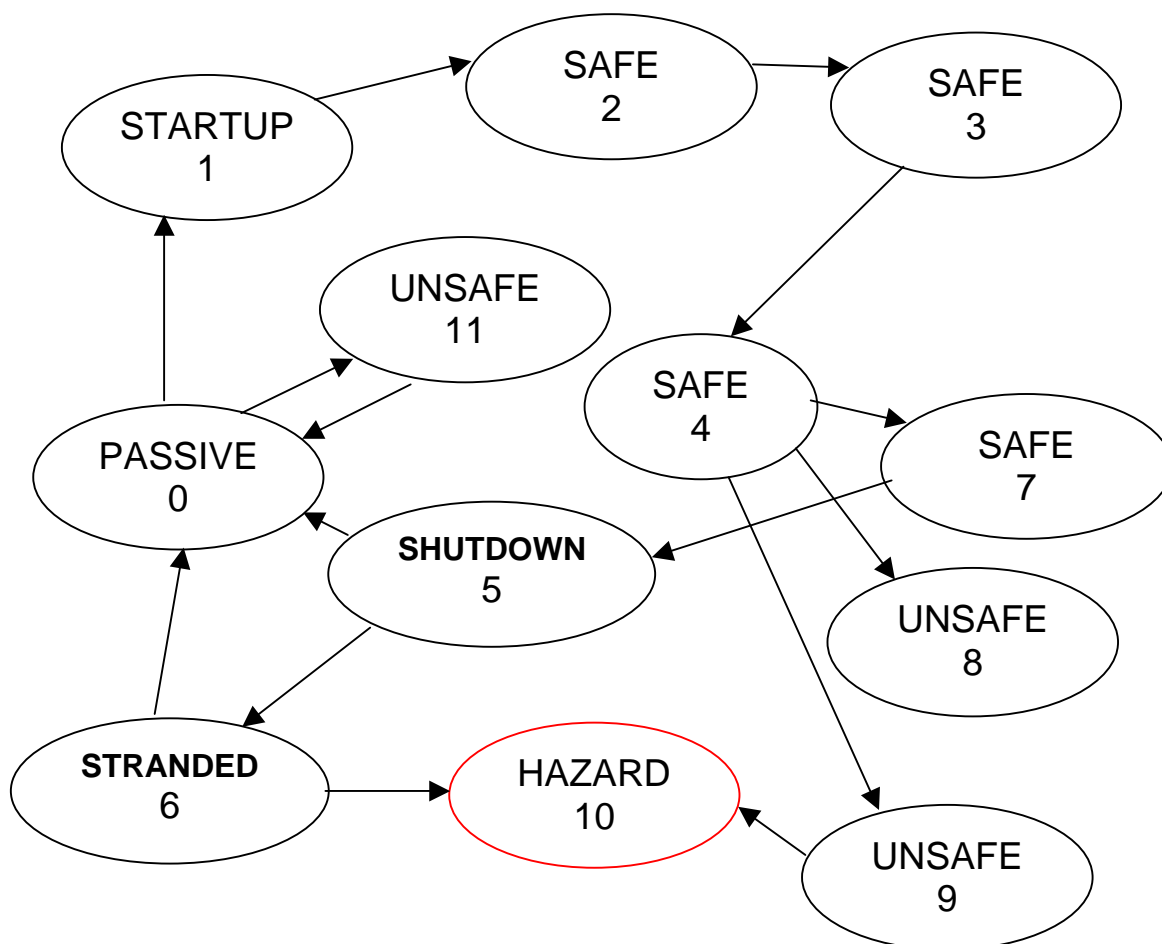 SAFE
2
SAFE
3
STARTUP
1
UNSAFE
11
SAFE
4
PASSIVE
0
SAFE
7
SHUTDOWN
5
UNSAFE
8
STRANDED
6
HAZARD
10
UNSAFE
9